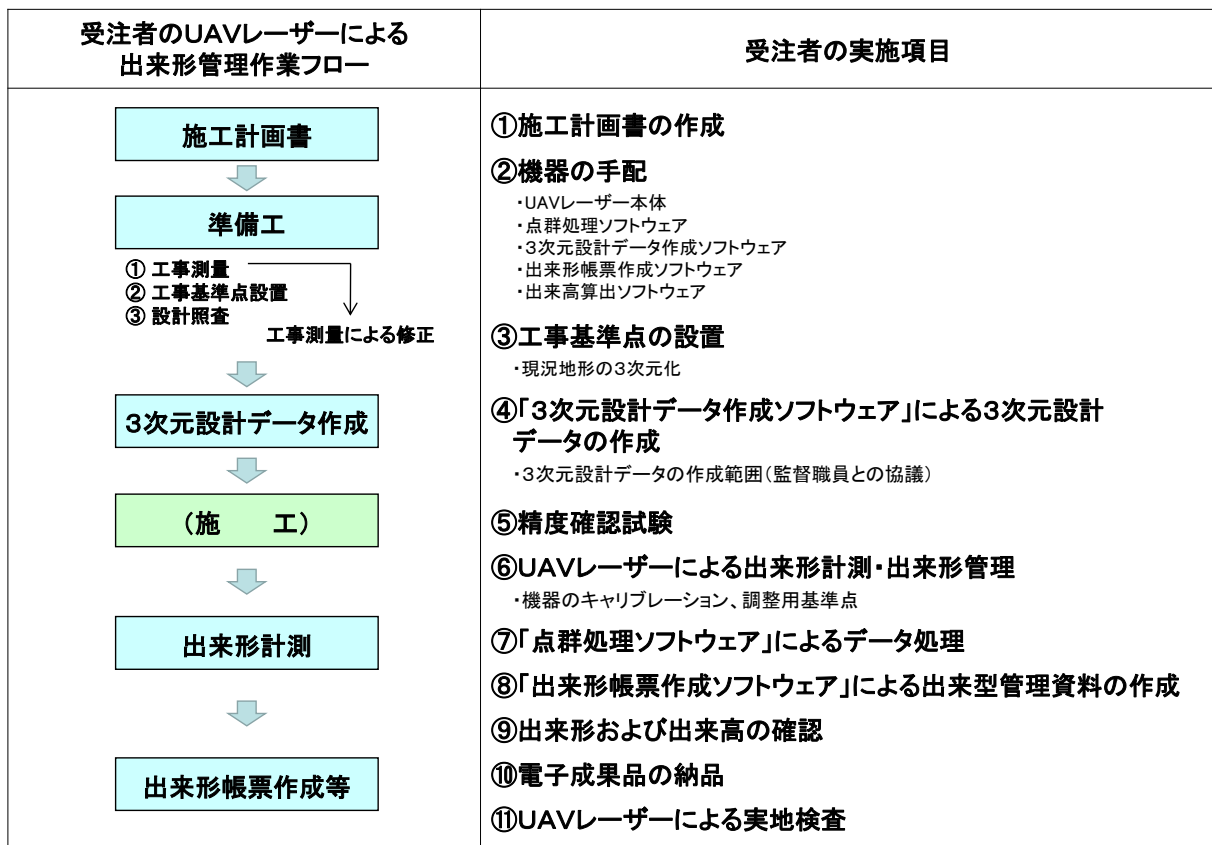 受注者のUAVレーザーによる
出来形管理作業フロー
受注者の実施項目
施工計画書
準備工
① 工事測量
② 工事基準点設置
③ 設計照査
工事測量による修正
3次元設計データ作成
(施　　工)
出来形計測
出来形帳票作成等
①施工計画書の作成
②機器の手配
・UAVレーザー本体
・点群処理ソフトウェア
・3次元設計データ作成ソフトウェア
・出来形帳票作成ソフトウェア
・出来高算出ソフトウェア
③工事基準点の設置
・現況地形の3次元化
④「3次元設計データ作成ソフトウェア」による3次元設計
データの作成
・3次元設計データの作成範囲(監督職員との協議)
⑤精度確認試験
⑥UAVレーザーによる出来形計測・出来形管理
・機器のキャリブレーション、調整用基準点
⑦「点群処理ソフトウェア」によるデータ処理
⑧「出来形帳票作成ソフトウェア」による出来型管理資料の作成
⑨出来形および出来高の確認
⑩電子成果品の納品
⑪UAVレーザーによる実地検査